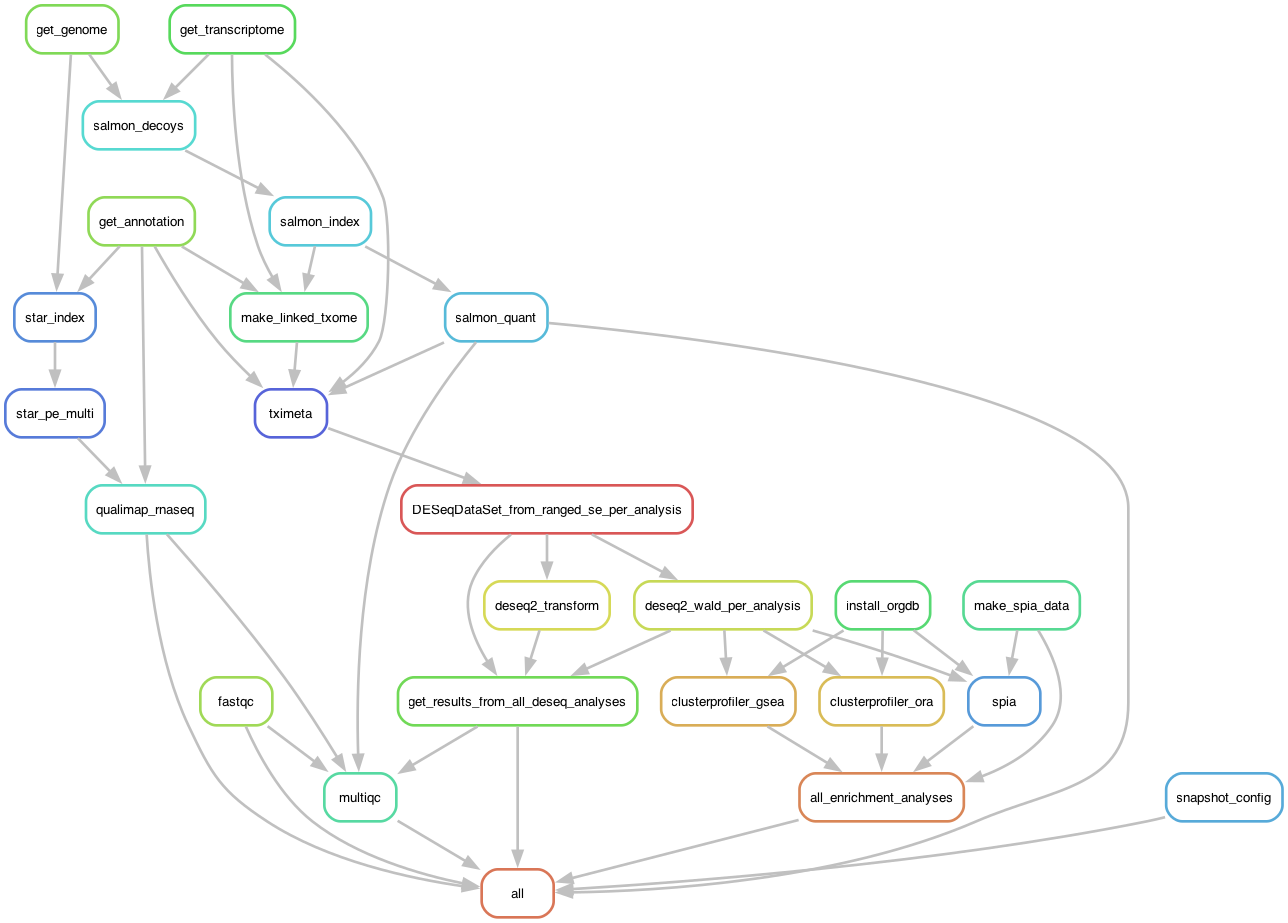 get_genome
get_transcriptome
salmon_decoys
get_annotation
salmon_index
star_index
make_linked_txome
salmon_quant
star_pe_multi
tximeta
qualimap_rnaseq
DESeqDataSet_from_ranged_se_per_analysis
deseq2_transform
deseq2_wald_per_analysis
install_orgdb
make_spia_data
fastqc
get_results_from_all_deseq_analyses
clusterprofiler_gsea
clusterprofiler_ora
spia
multiqc
all_enrichment_analyses
snapshot_config
all